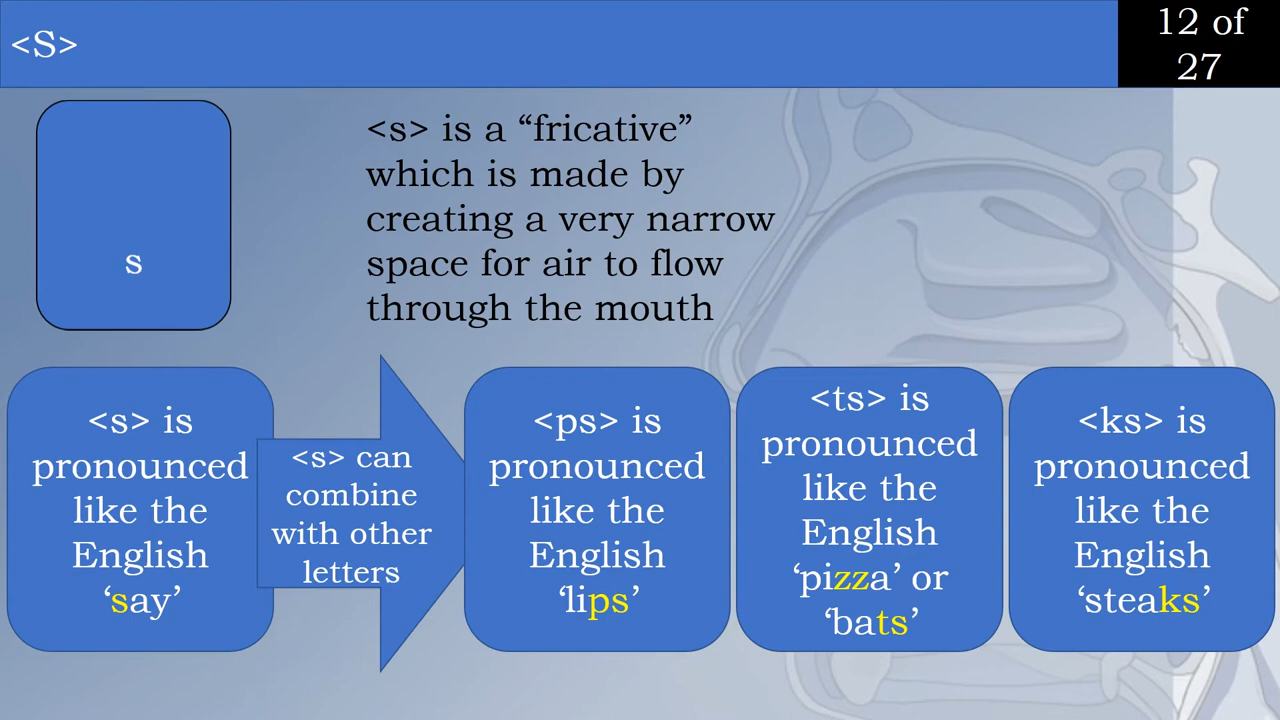 <S>
12 of
27
s
<s> is a “fricative”
which is made by
creating a very narrow
space for air to flow
through the mouth
<s> is
pronounced
like the
English
‘say’
<s> can
combine
with other
letters
<ps> is
pronounced
like the
English
‘lips’
<ts> is
pronounced
like the
English
‘pizza’ or
‘bats’
<ks> is
pronounced
like the
English
‘steaks’